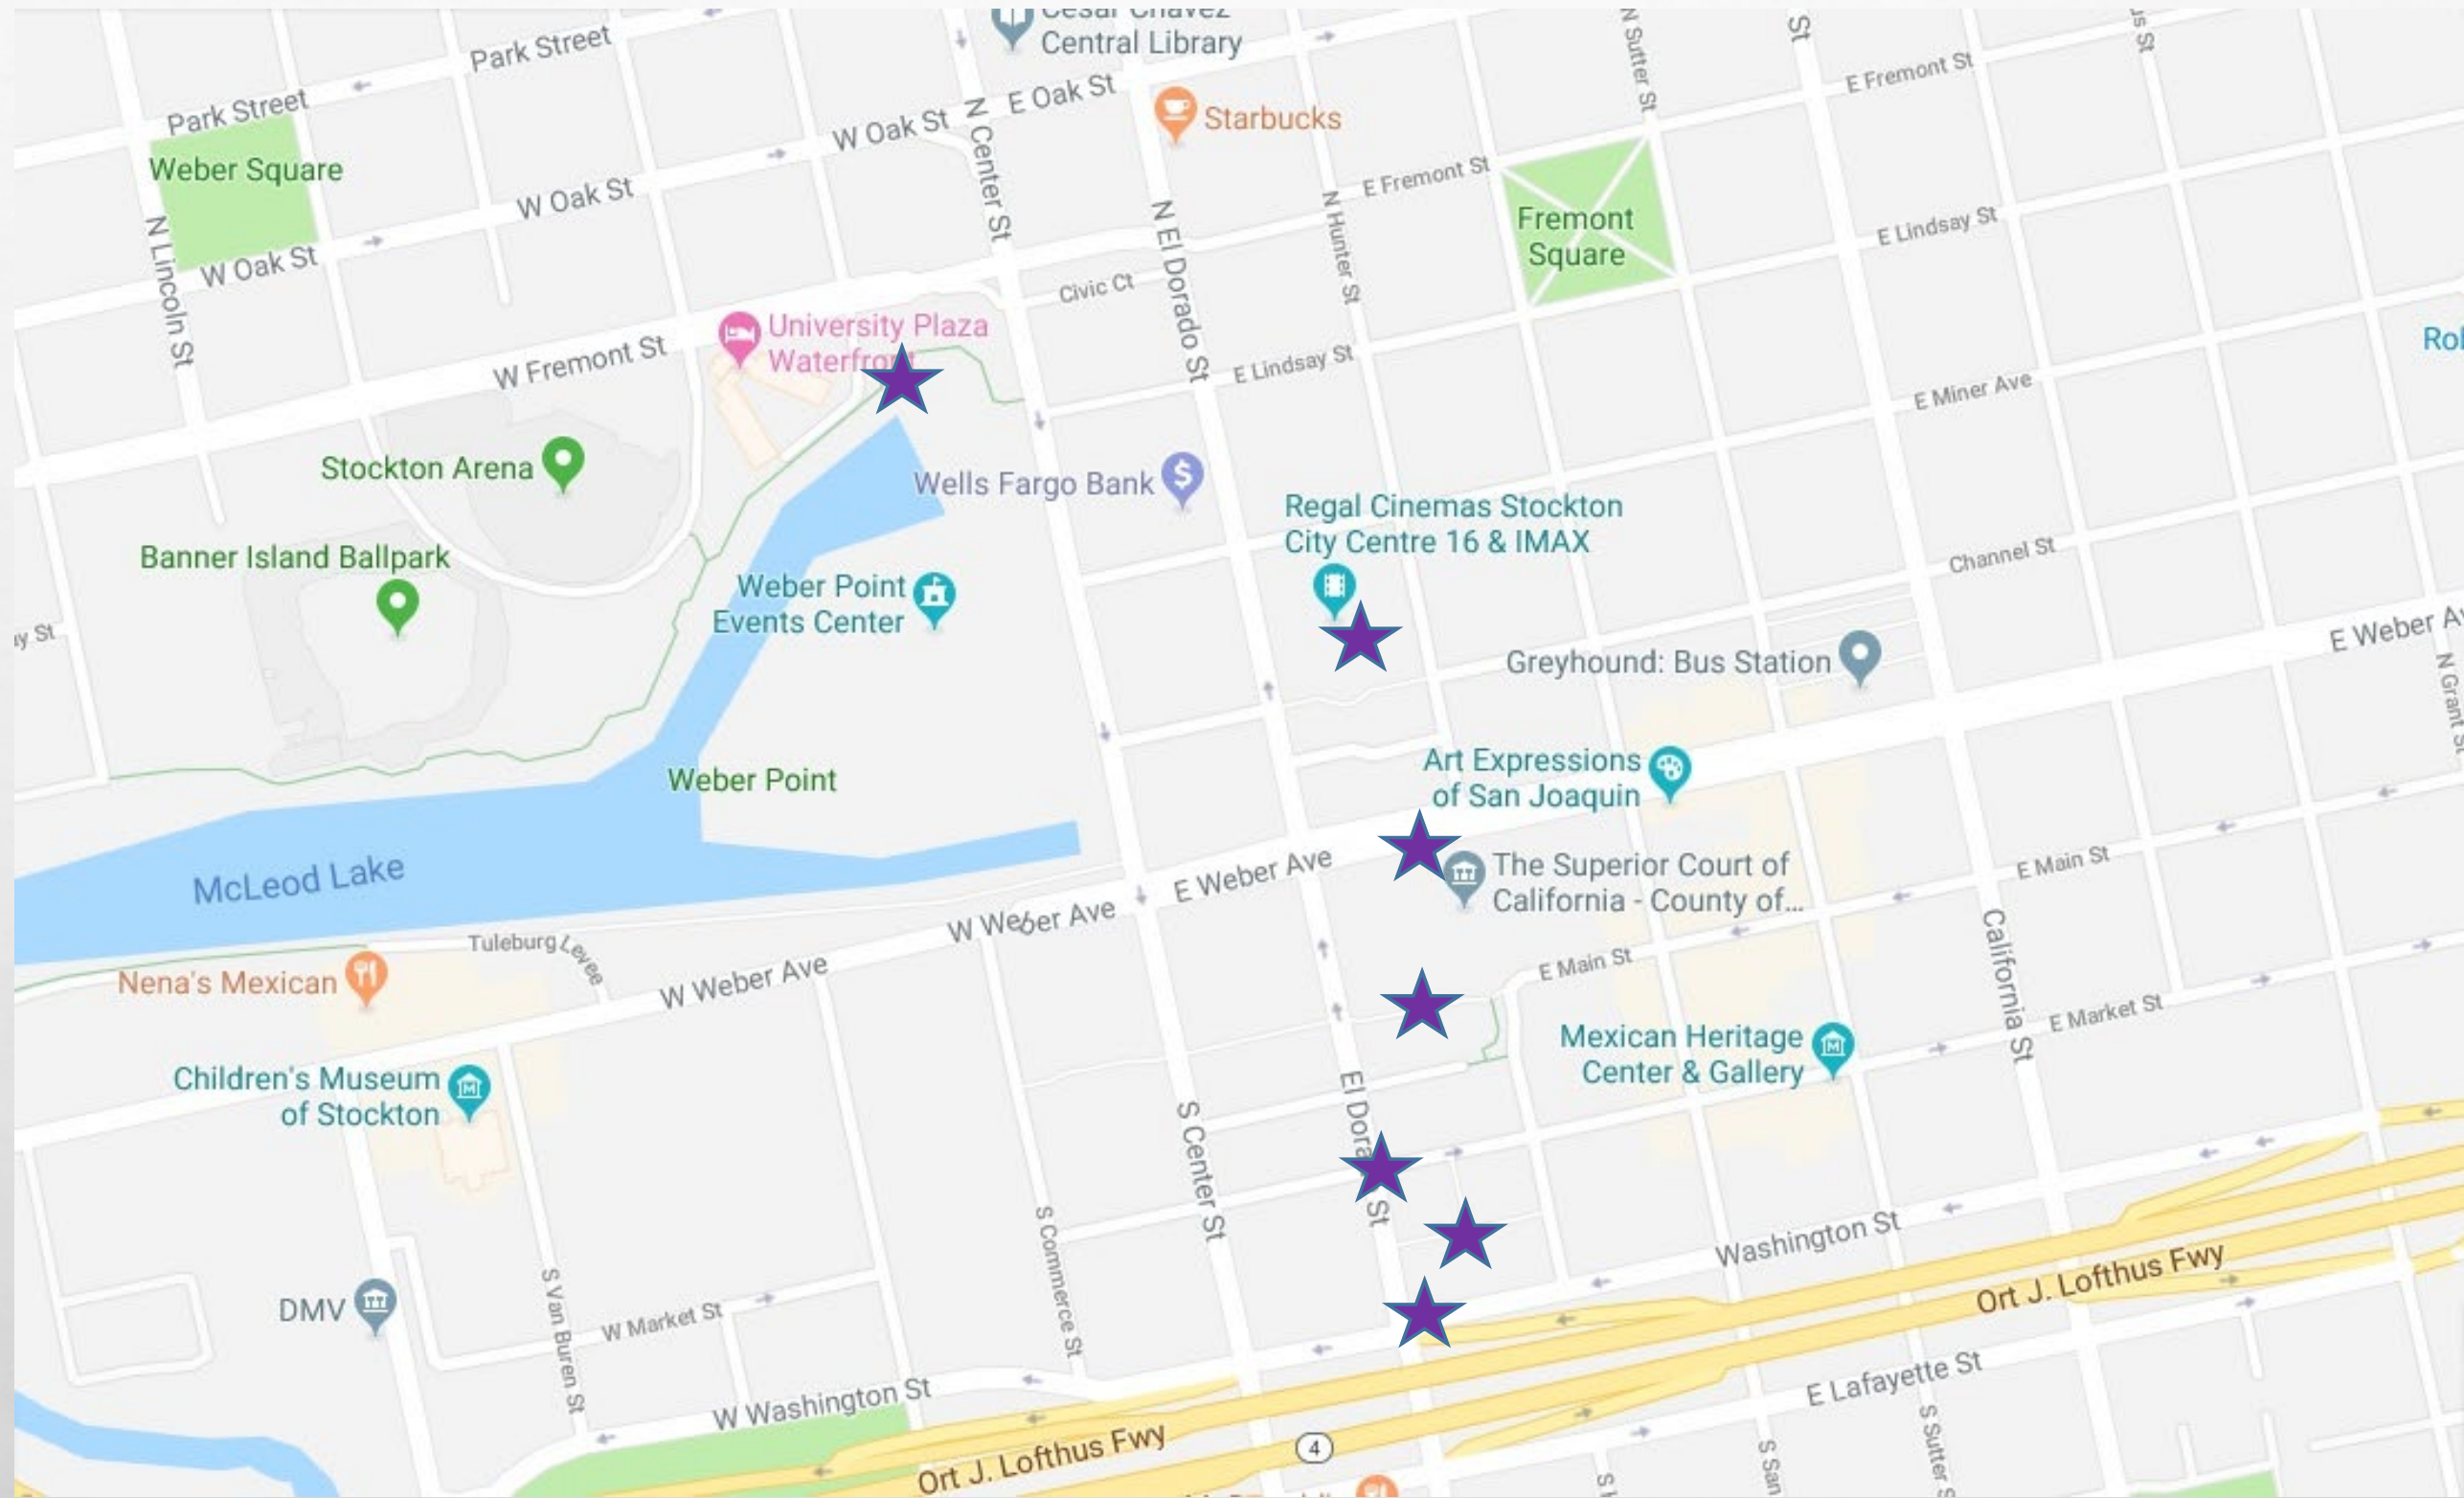 Cesar Chavez
Central Library
Park Street
Park Street
N Sutter St
St
E Fremont St
E Oak St
W Oak St
N Center St
Starbucks
Weber Square
W Oak St
E Fremont St
N Hunter St
N El Dorado St
Fremont
Square
E Lindsay St
N Lincoln St
W Oak St
Civic Ct
University Plaza
Waterfront
W Fremont St
E Lindsay St
E Miner Ave
Stockton Arena
Wells Fargo Bank
Regal Cinemas Stockton
City Centre 16 & IMAX
Banner Island Ballpark
Channel St
Weber Point
Events Center
E Weber Av
Greyhound: Bus Station
N Grant St
Weber Point
Art Expressions
of San Joaquin
McLeod Lake
E Weber Ave
The Superior Court of
California - County of...
E Main St
W Weber Ave
Tuleburg Levee
E Main St
California St
Nena's Mexican
W Weber Ave
E Market St
Children's Museum
of Stockton
Mexican Heritage
Center & Gallery
El Dora St
S Center St
S Commerce St
Washington St
Ort J. Lofthus Fwy
DMV
S Van Buren St
W Market St
E Lafayette St
W Washington St
Ort J. Lofthus Fwy
4
S San
S Sutter S